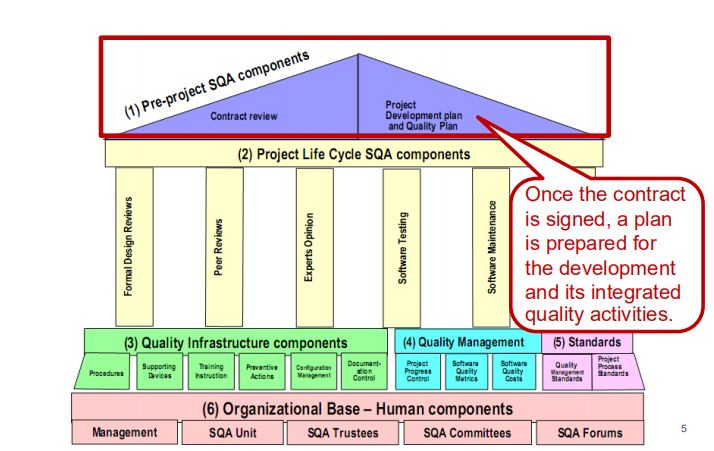 (1) Pre-project SQA components
Contract review
Project
Development plan
and Quality Plan
(2) Project Life Cycle SQA components
Formal Design Reviews
Peer Reviews
Experts Opinion
Software Testing
Software Maintenance
Once the contract
is signed, a plan
is prepared for
the development
and its integrated
quality activities.
(3) Quality Infrastructure components
(4) Quality Management
(5) Standards
Procedures
Supporting
Devices
Training
Instruction
Preventive
Actions
Configuration
Management
Document-
ation
Control
Project
Progress
Control
Software
Quality
Metrics
Software
Quality
Costs
Quality
Management
Standards
Project
Process
Standards
(6) Organizational Base – Human components
Management
SQA Unit
SQA Trustees
SQA Committees
SQA Forums
5